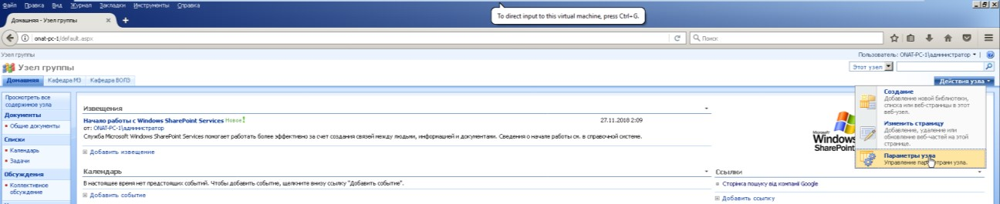 Файл Правка Вид Журнал Закладки Инструменты Справка
To direct input to this virtual machine, press Ctrl+G.
Домашняя - Узел группы
onat-pc-1/default.aspx
Поиск
Узел группы
Пользователь: ONAT-PC-1\администратор
Узел группы
Этот узел
Домашняя Кафедра МЗ Кафедра ВОЛЗ
Действия узла
Просмотреть все
содержимое узла
Документы
Общие документы
Списки
Календарь
Задачи
Обсуждения
Коллективное
обсуждение
Извещения
Начало работы с Windows SharePoint Services Новое!
27.11.2018 2:09
от: ONAT-PC-1\администратор
Служба Microsoft Windows SharePoint Services помогает работать более эффективно за счет создания связей между людьми, информацией и документами. Сведения о начале работы см. в справочной системе.
Добавить извещение
Календарь
В настоящее время нет предстоящих событий. Чтобы добавить событие, щелкните внизу ссылку "Добавить событие".
Добавить событие
Microsoft
Windows
SharePoint
Создание
Добавление новой библиотеки,
списка или веб-страницы в этот
веб-узел.
Изменить страницу
Добавление, удаление или
обновление веб-частей на этой
странице.
Параметры узла
Управление параметрами узла.
Ссылки
Сторінка пошуку від компанії Google
Добавить ссылку